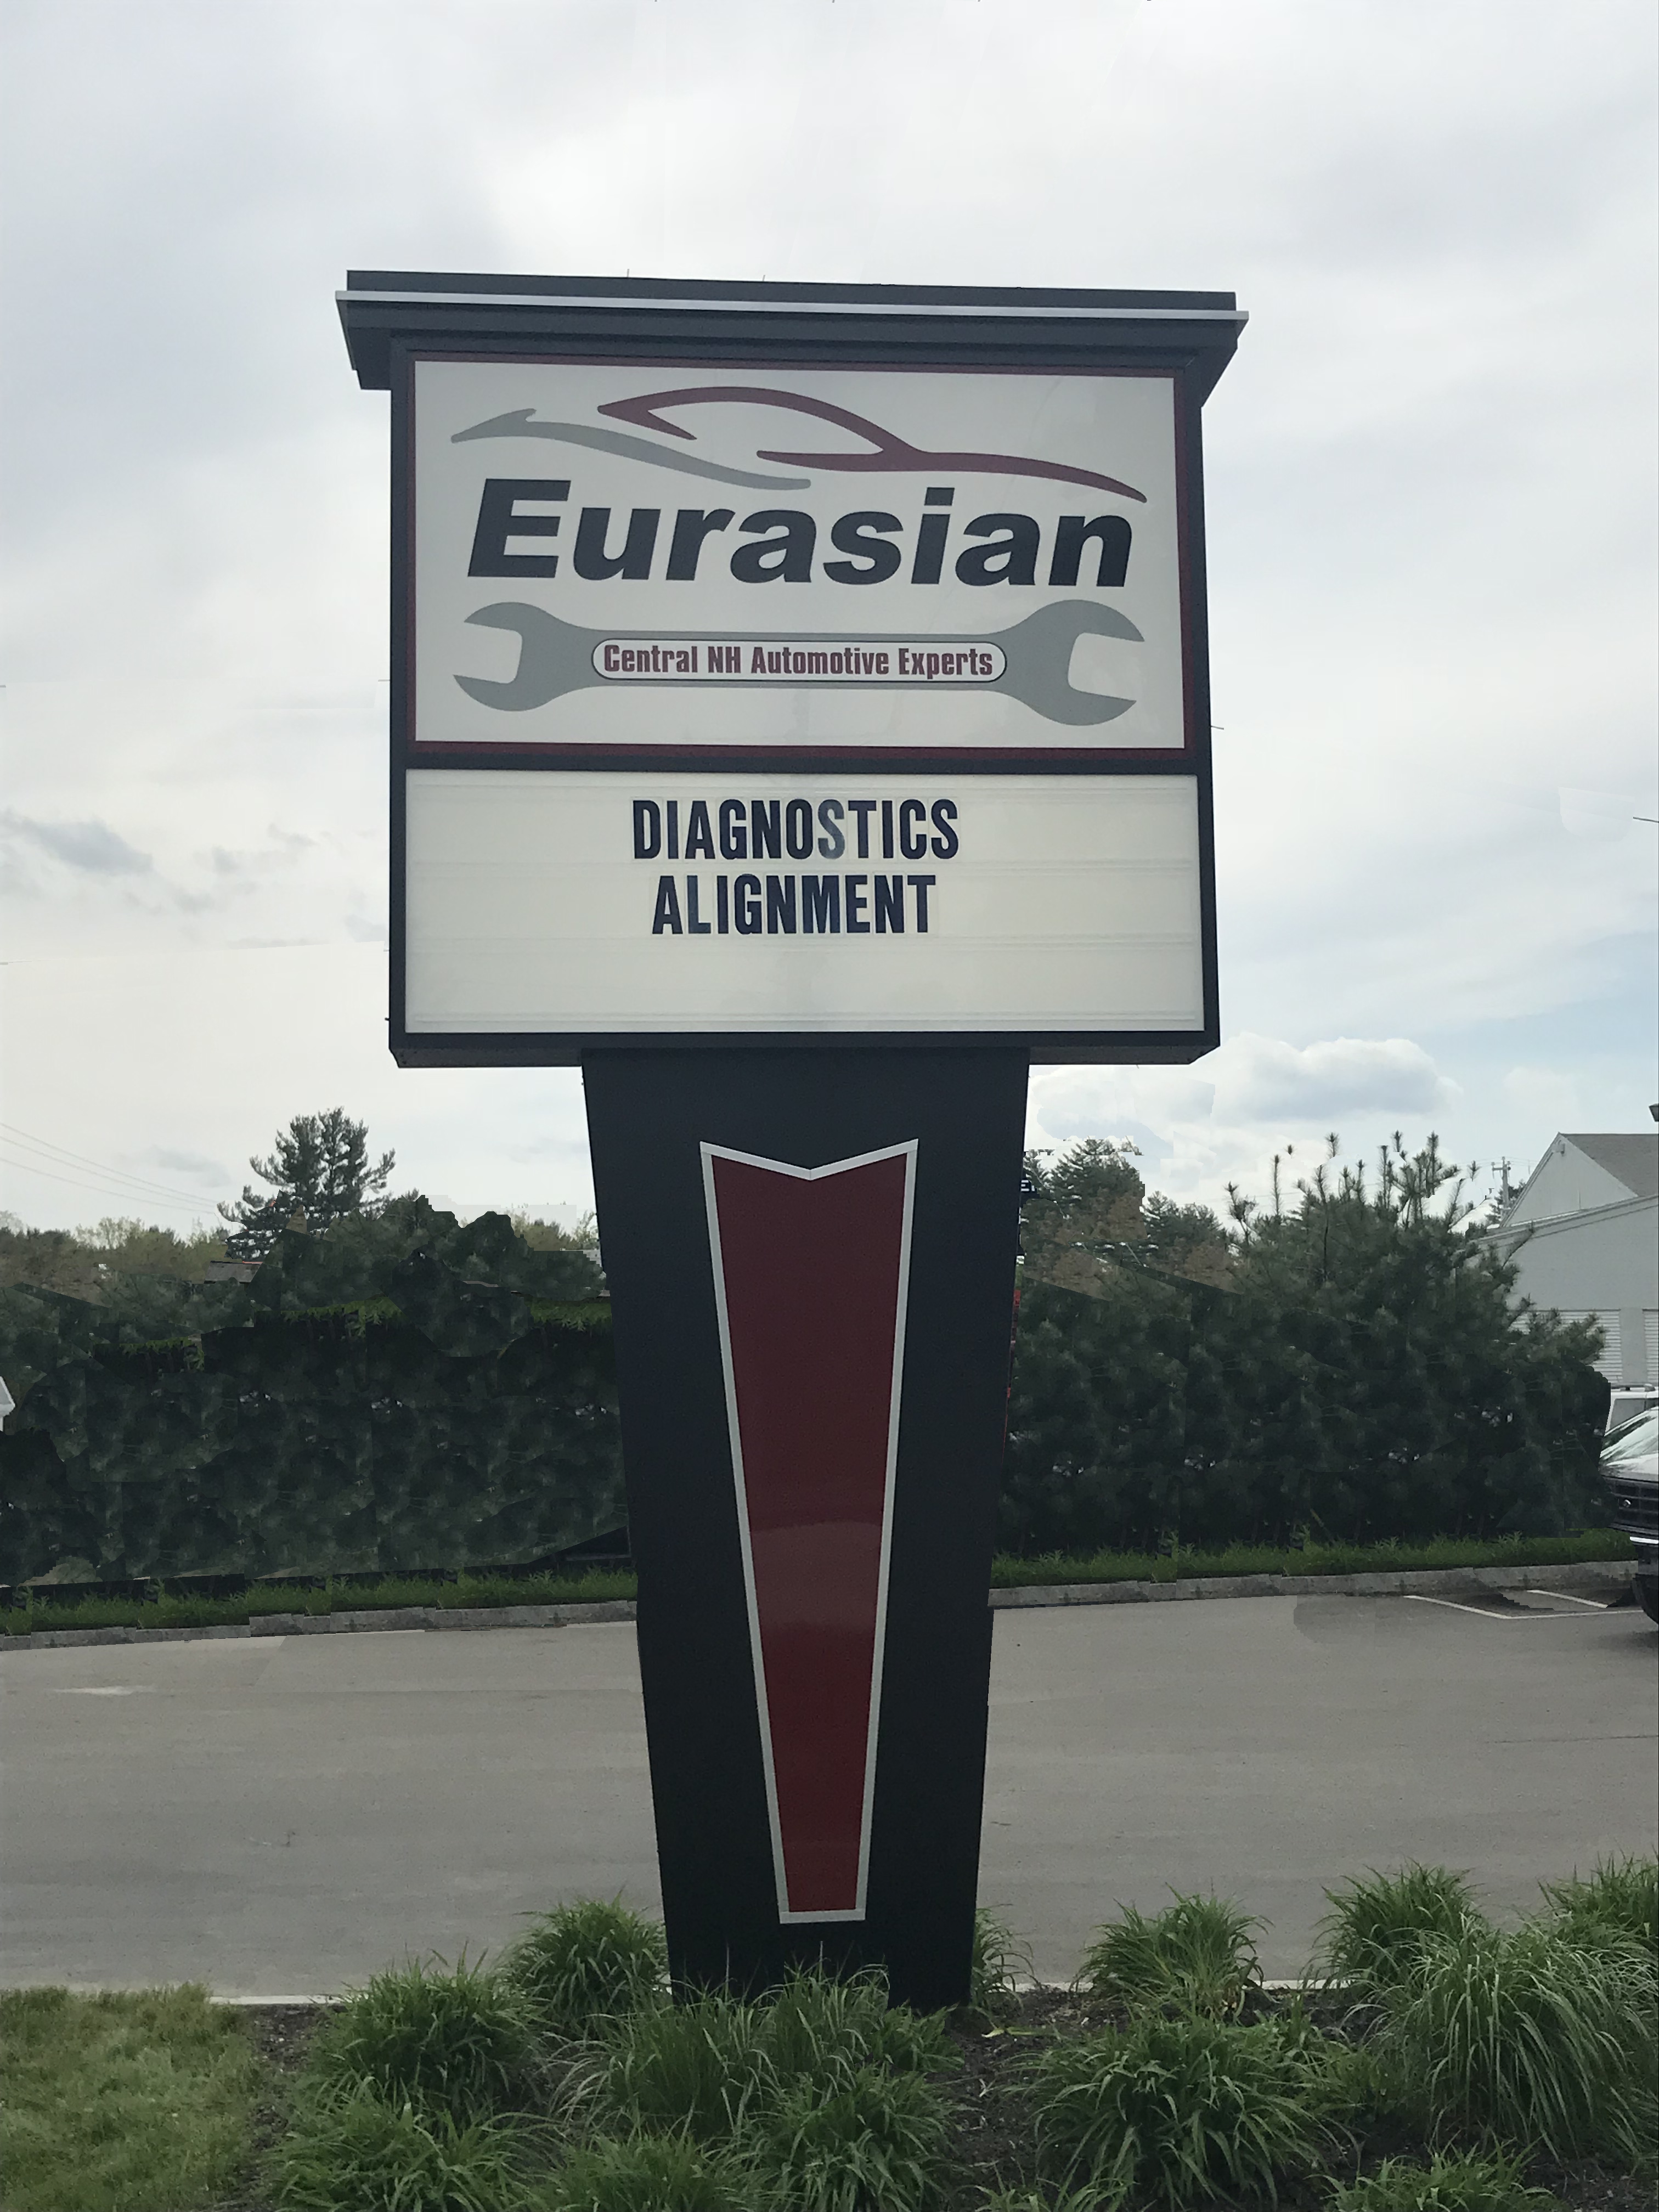 Eurasian
Central NH Automotive Experts
DIAGNOSTICS
ALIGNMENT